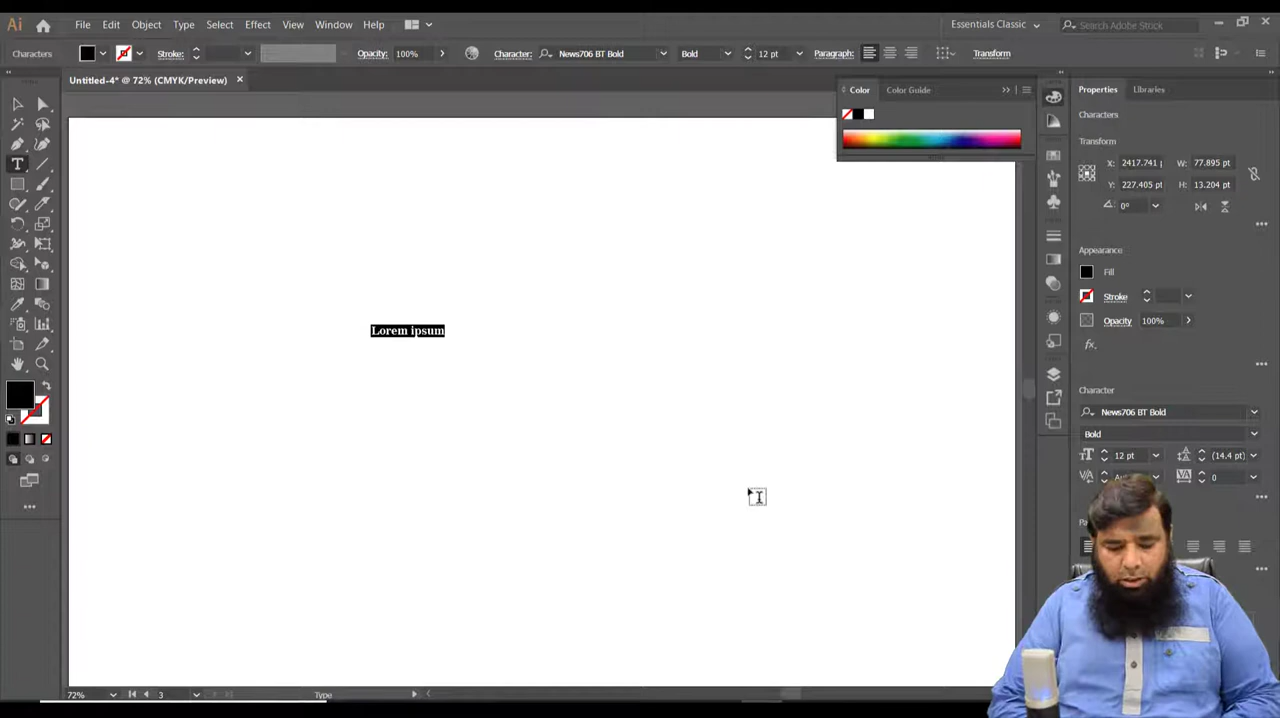 Ai File Edit Object Type Select Effect View Window Help Essentials Classic Search Adobe Stock
Characters Stroke: Opacity: 100% Character: News706 BT Bold Bold 12 pt Paragraph: Transform
Untitled-4* @ 72% (CMYK/Preview)
Color Color Guide
Properties Libraries
Characters
Transform
X: 2417.741 p W: 77.895 pt
Y: 227.405 pt H: 13.204 pt
0°
Appearance
Fill
Stroke
Opacity 100%
fx
Character
News706 BT Bold
Bold
12 pt (14.4 pt)
0
Lorem ipsum
72% 3 Type